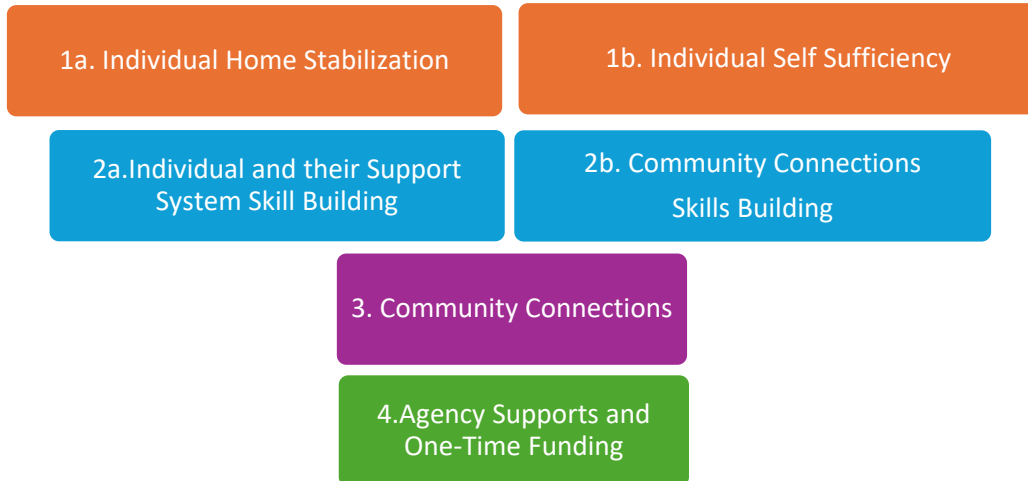 1a. Individual Home Stabilization
1b. Individual Self Sufficiency
2a.Individual and their Support
System Skill Building
2b. Community Connections
Skills Building
3. Community Connections
4.Agency Supports and
One-Time Funding